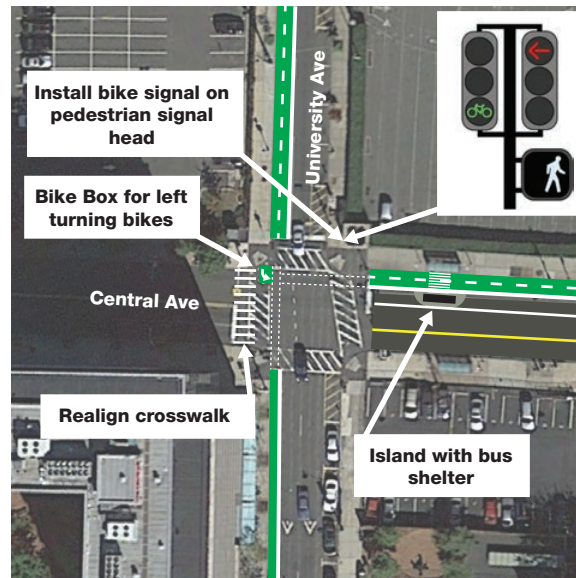 Install bike signal on
pedestrian signal
head
University Ave
Bike Box for left
turning bikes
Central Ave
Realign crosswalk
Island with bus
shelter